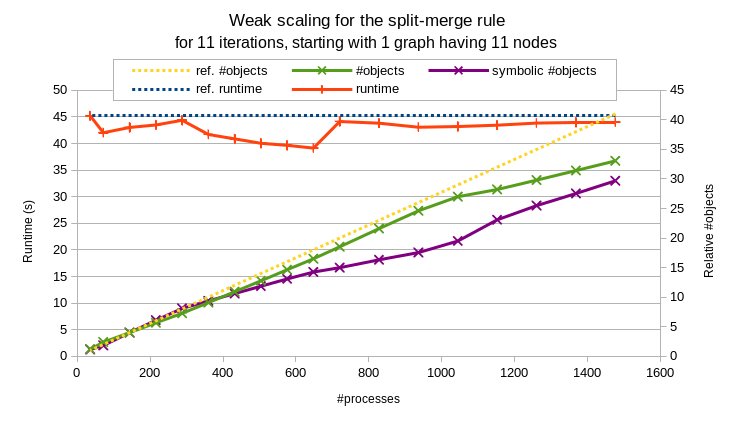 Weak scaling for the split-merge rule
for 11 iterations, starting with 1 graph having 11 nodes
ref. #objects #objects symbolic #objects
ref. runtime runtime
50 45
45 40
40 35
35 30
30 25
25 20
20 15
15 10
10 5
5 0
0
Runtime (s)
Relative #objects
0 200 400 600 800 1000 1200 1400 1600
#processes